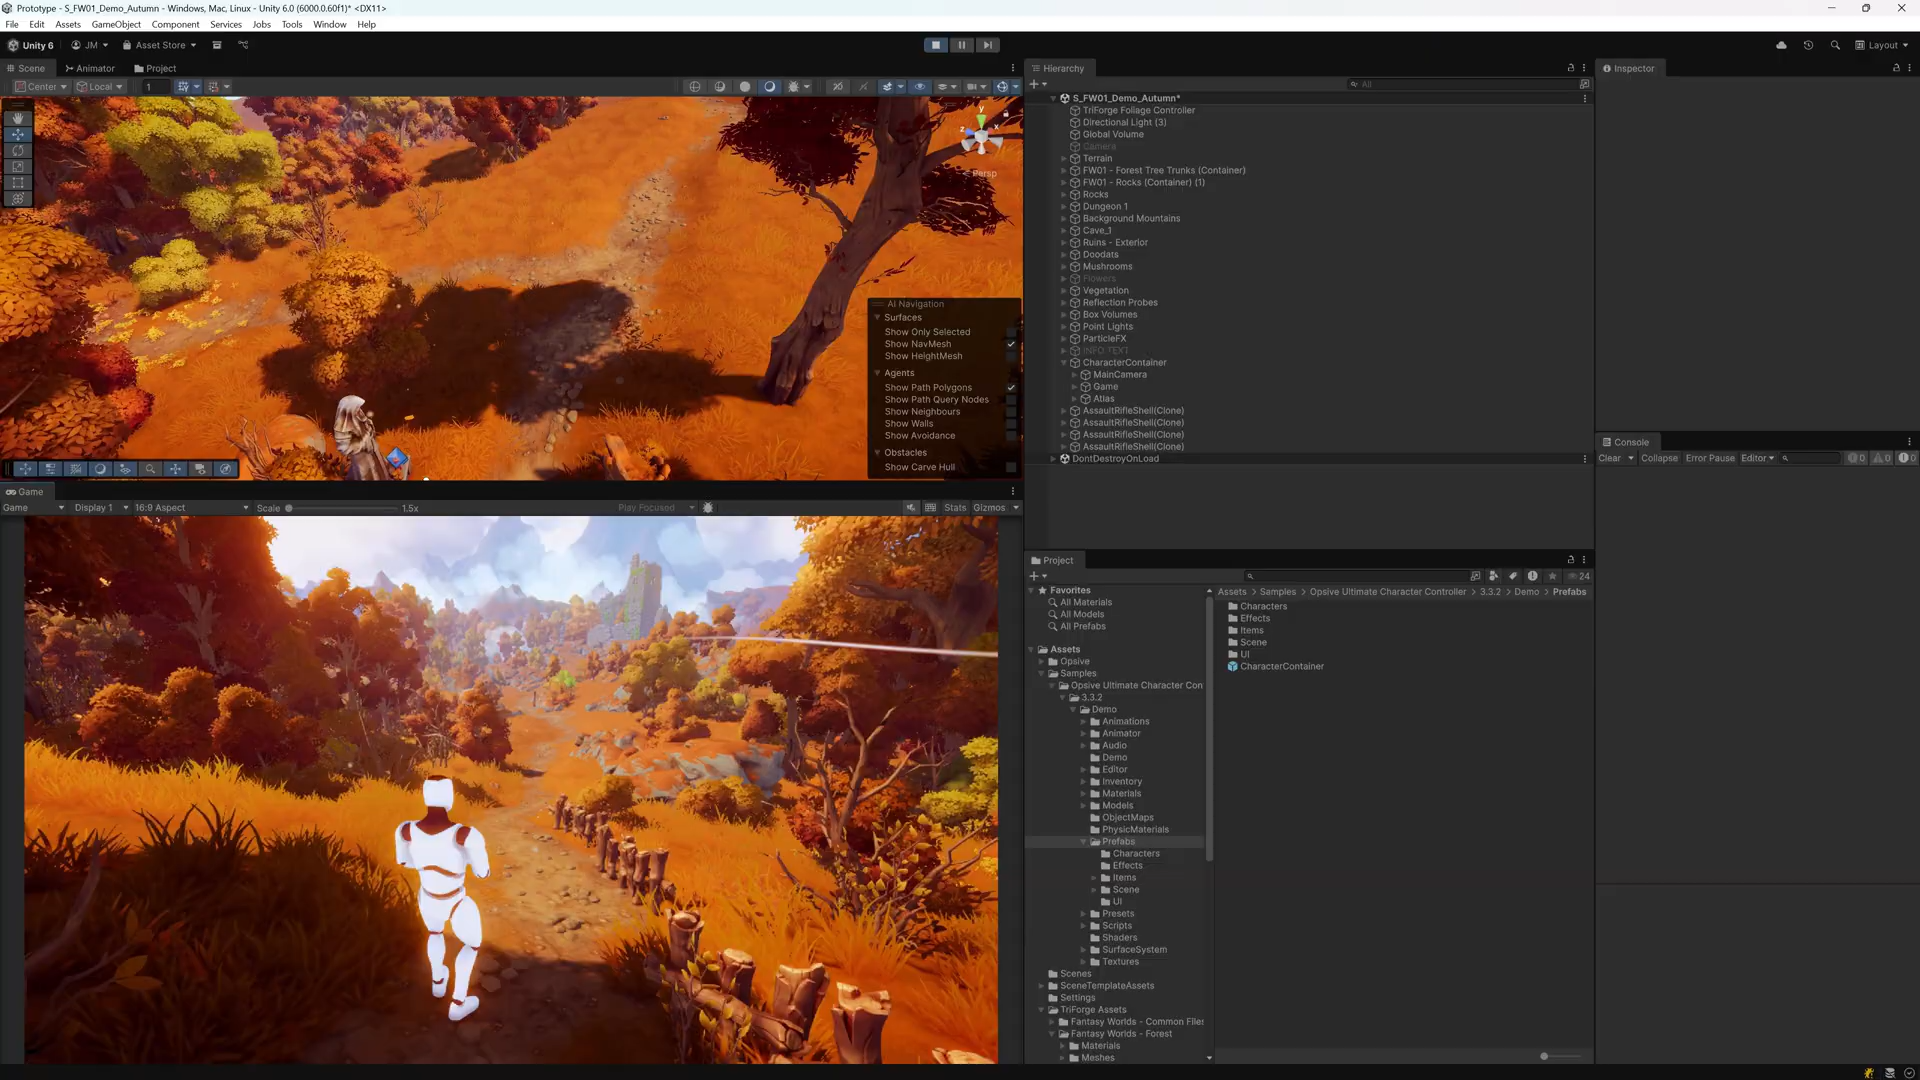 Prototype - S_FW01_Demo_Autumn - Windows, Mac, Linux - Unity 6.0 (6000.0.60f1)* <DX11>
File Edit Assets GameObject Component Services Jobs Tools Window Help
Unity 6 JM Asset Store Layout
Scene Animator Project
Center Local 1
y
x
z
Persp
AI Navigation
Surfaces
Show Only Selected
Show NavMesh
Show HeightMesh
Agents
Show Path Polygons
Show Path Query Nodes
Show Neighbours
Show Walls
Show Avoidance
Obstacles
Show Carve Hull
Game
Game Display 1 16:9 Aspect Scale 1.5x Play Focused Stats Gizmos
Hierarchy
All
S_FW01_Demo_Autumn*
TriForge Foliage Controller
Directional Light (3)
Global Volume
Camera
Terrain
FW01 - Forest Tree Trunks (Container)
FW01 - Rocks (Container) (1)
Rocks
Dungeon 1
Background Mountains
Cave_1
Ruins - Exterior
Doodats
Mushrooms
Flowers
Vegetation
Reflection Probes
Box Volumes
Point Lights
ParticleFX
INFO TEXT
CharacterContainer
MainCamera
Game
Atlas
AssaultRifleShell(Clone)
AssaultRifleShell(Clone)
AssaultRifleShell(Clone)
AssaultRifleShell(Clone)
DontDestroyOnLoad
Project
24
Favorites
All Materials
All Models
All Prefabs
Assets
Opsive
Samples
Opsive Ultimate Character Con
3.3.2
Demo
Animations
Animator
Audio
Demo
Editor
Inventory
Materials
Models
ObjectMaps
PhysicMaterials
Prefabs
Characters
Effects
Items
Scene
UI
Presets
Scripts
Shaders
SurfaceSystem
Textures
Scenes
SceneTemplateAssets
Settings
TriForge Assets
Fantasy Worlds - Common Files
Fantasy Worlds - Forest
Materials
Meshes
Assets > Samples > Opsive Ultimate Character Controller > 3.3.2 > Demo > Prefabs
Characters
Effects
Items
Scene
UI
CharacterContainer
Inspector
Console
Clear Collapse Error Pause Editor 0 0 0